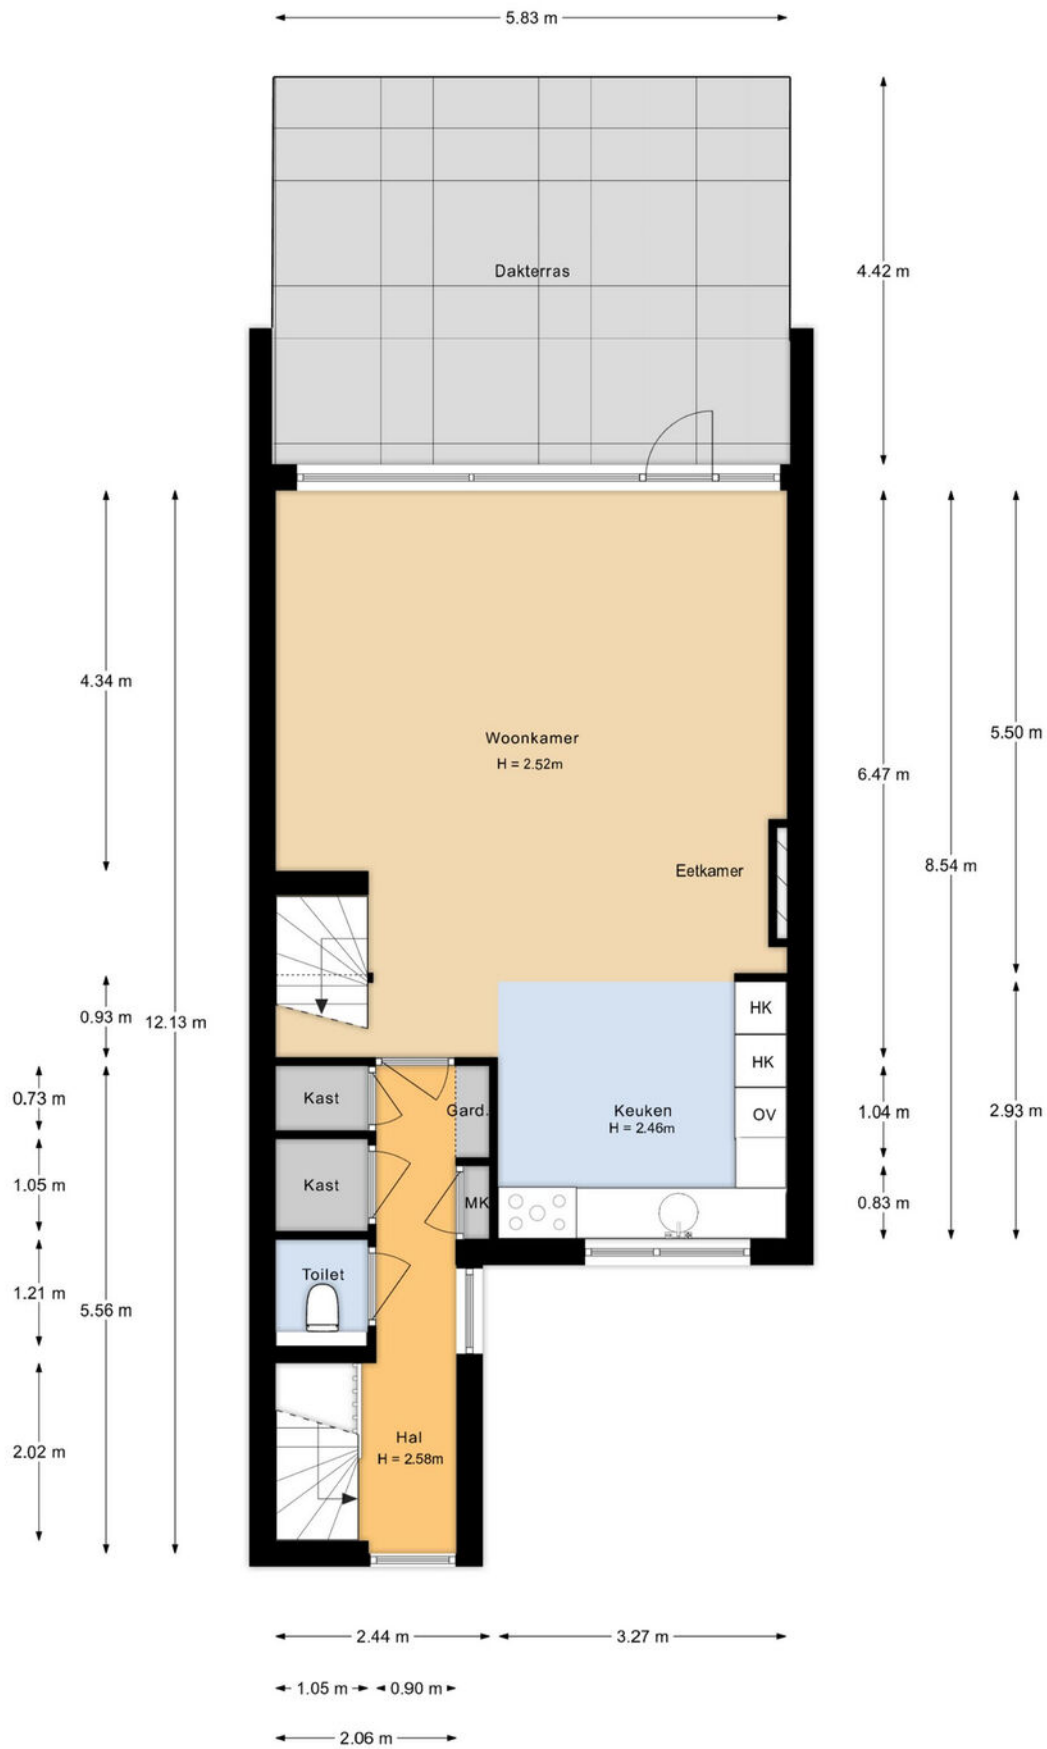 5.83 m
4.42 m
Dakterras
4.34 m
Woonkamer
H = 2.52m
5.50 m
6.47 m
8.54 m
Eetkamer
0.93 m
12.13 m
HK
HK
0.73 m
Kast
Gard.
Keuken
H = 2.46m
OV
1.04 m
2.93 m
1.05 m
Kast
MK
0.83 m
1.21 m
Toilet
5.56 m
2.02 m
Hal
H = 2.58m
2.44 m
3.27 m
1.05 m
0.90 m
2.06 m